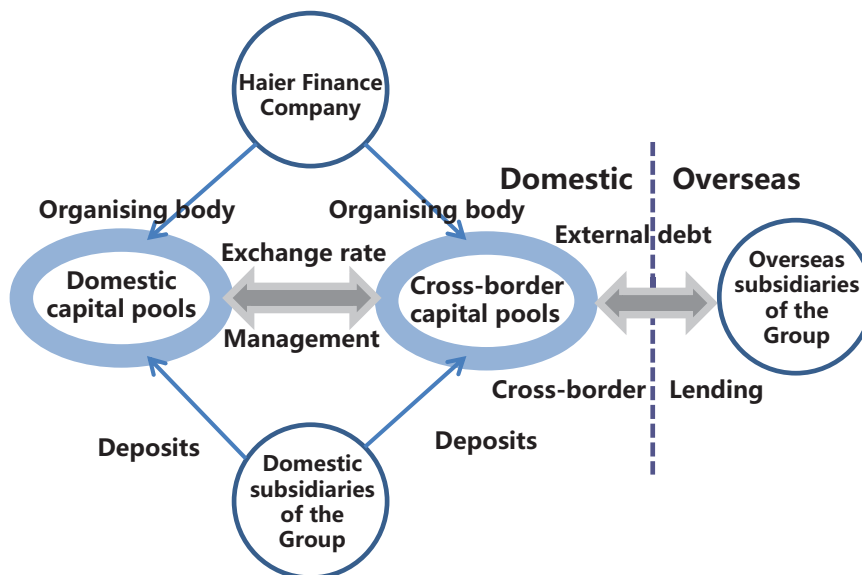 Haier Finance
Company
Domestic
Overseas
Organising body
Organising body
External debt
Exchange rate
Domestic
capital pools
Cross-border
capital pools
Overseas
subsidiaries
of the
Group
Management
Cross-border
Lending
Deposits
Deposits
Domestic
subsidiaries
of the
Group